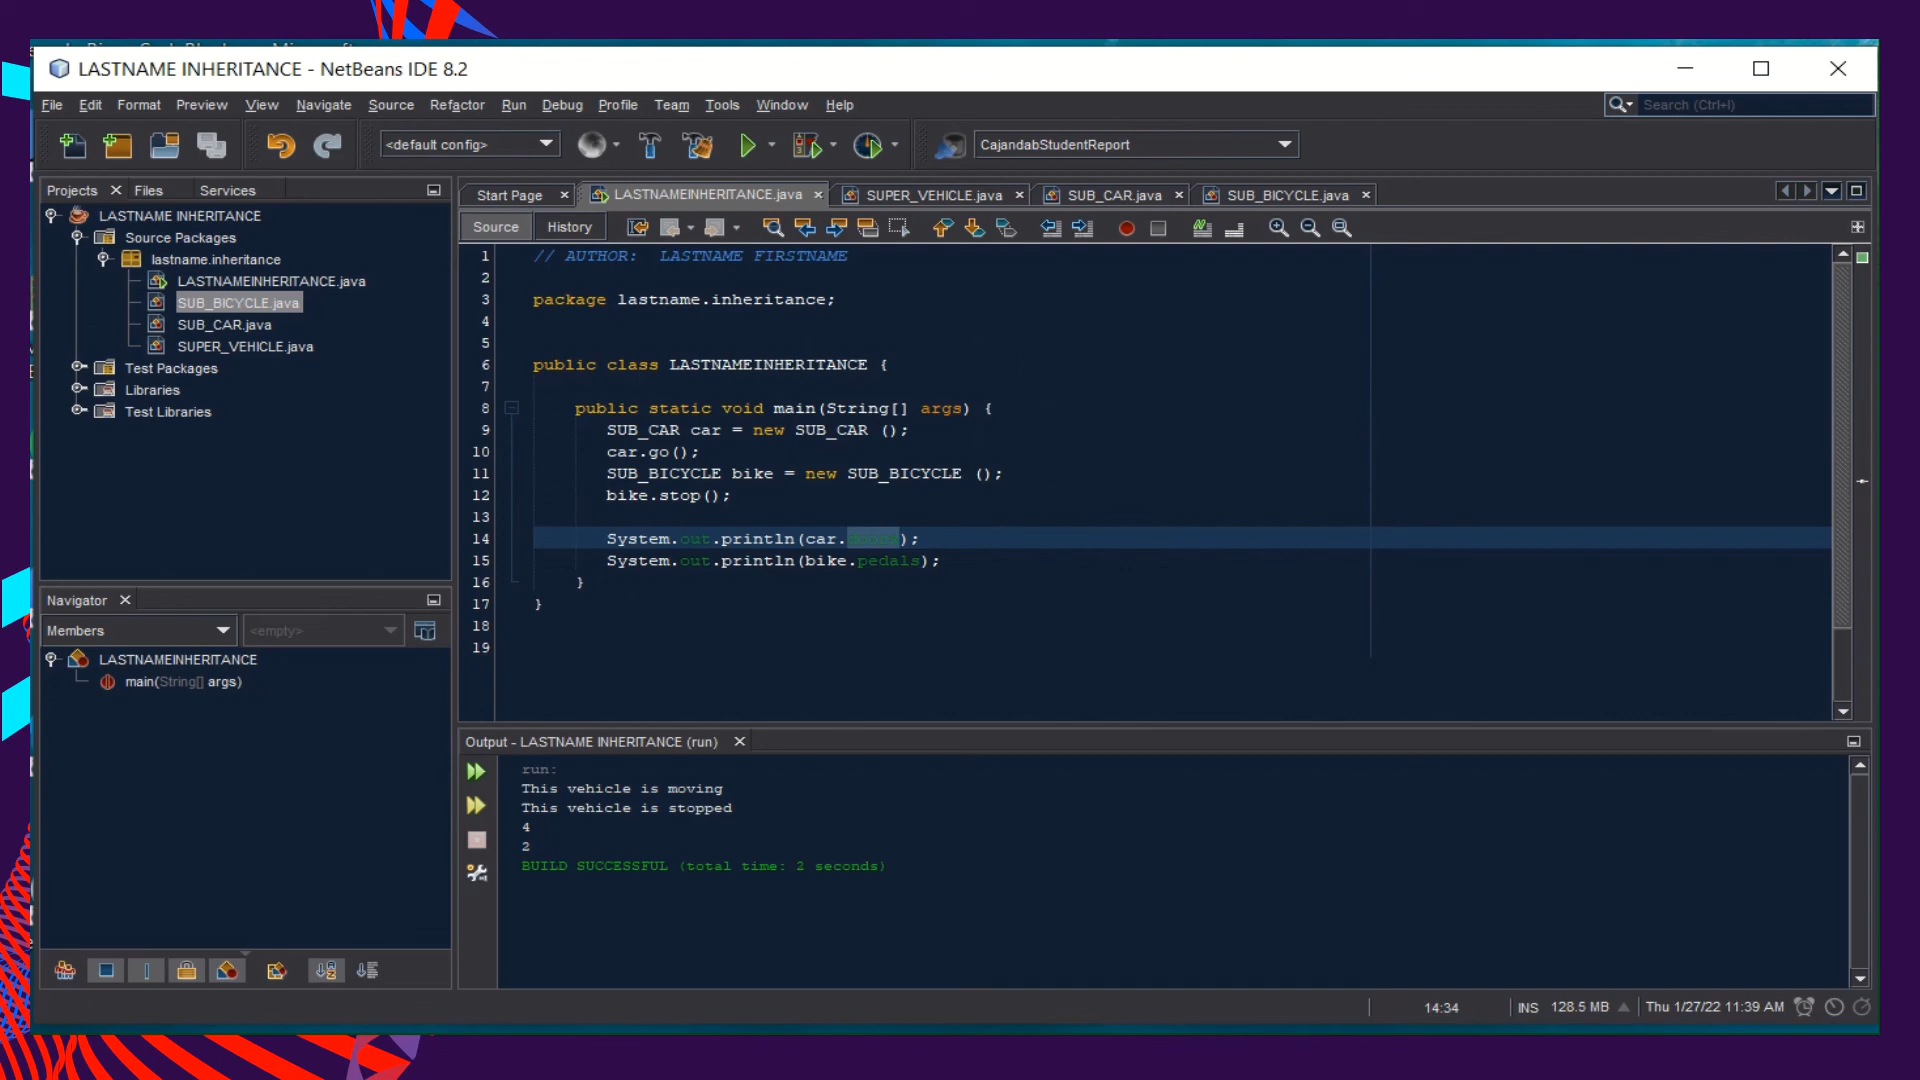 LASTNAME INHERITANCE - NetBeans IDE 8.2
File Edit Format Preview View Navigate Source Refactor Run Debug Profile Team Tools Window Help
Search (Ctrl+I)
<default config>
CajandabStudentReport
Projects Files Services
LASTNAME INHERITANCE
Source Packages
lastname.inheritance
LASTNAMEINHERITANCE.java
SUB_BICYCLE.java
SUB_CAR.java
SUPER_VEHICLE.java
Test Packages
Libraries
Test Libraries
Navigator
Members
<empty>
LASTNAMEINHERITANCE
main(String[] args)
Start Page LASTNAMEINHERITANCE.java SUPER_VEHICLE.java SUB_CAR.java SUB_BICYCLE.java
Source History
1 // AUTHOR: LASTNAME FIRSTNAME
2
3 package lastname.inheritance;
4
5
6 public class LASTNAMEINHERITANCE {
7
8 public static void main(String[] args) {
9 SUB_CAR car = new SUB_CAR ();
10 car.go();
11 SUB_BICYCLE bike = new SUB_BICYCLE ();
12 bike.stop();
13
14 System.out.println(car.doors);
15 System.out.println(bike.pedals);
16 }
17 }
18
19
Output - LASTNAME INHERITANCE (run)
run:
This vehicle is moving
This vehicle is stopped
4
2
BUILD SUCCESSFUL (total time: 2 seconds)
14:34 INS 128.5 MB Thu 1/27/22 11:39 AM